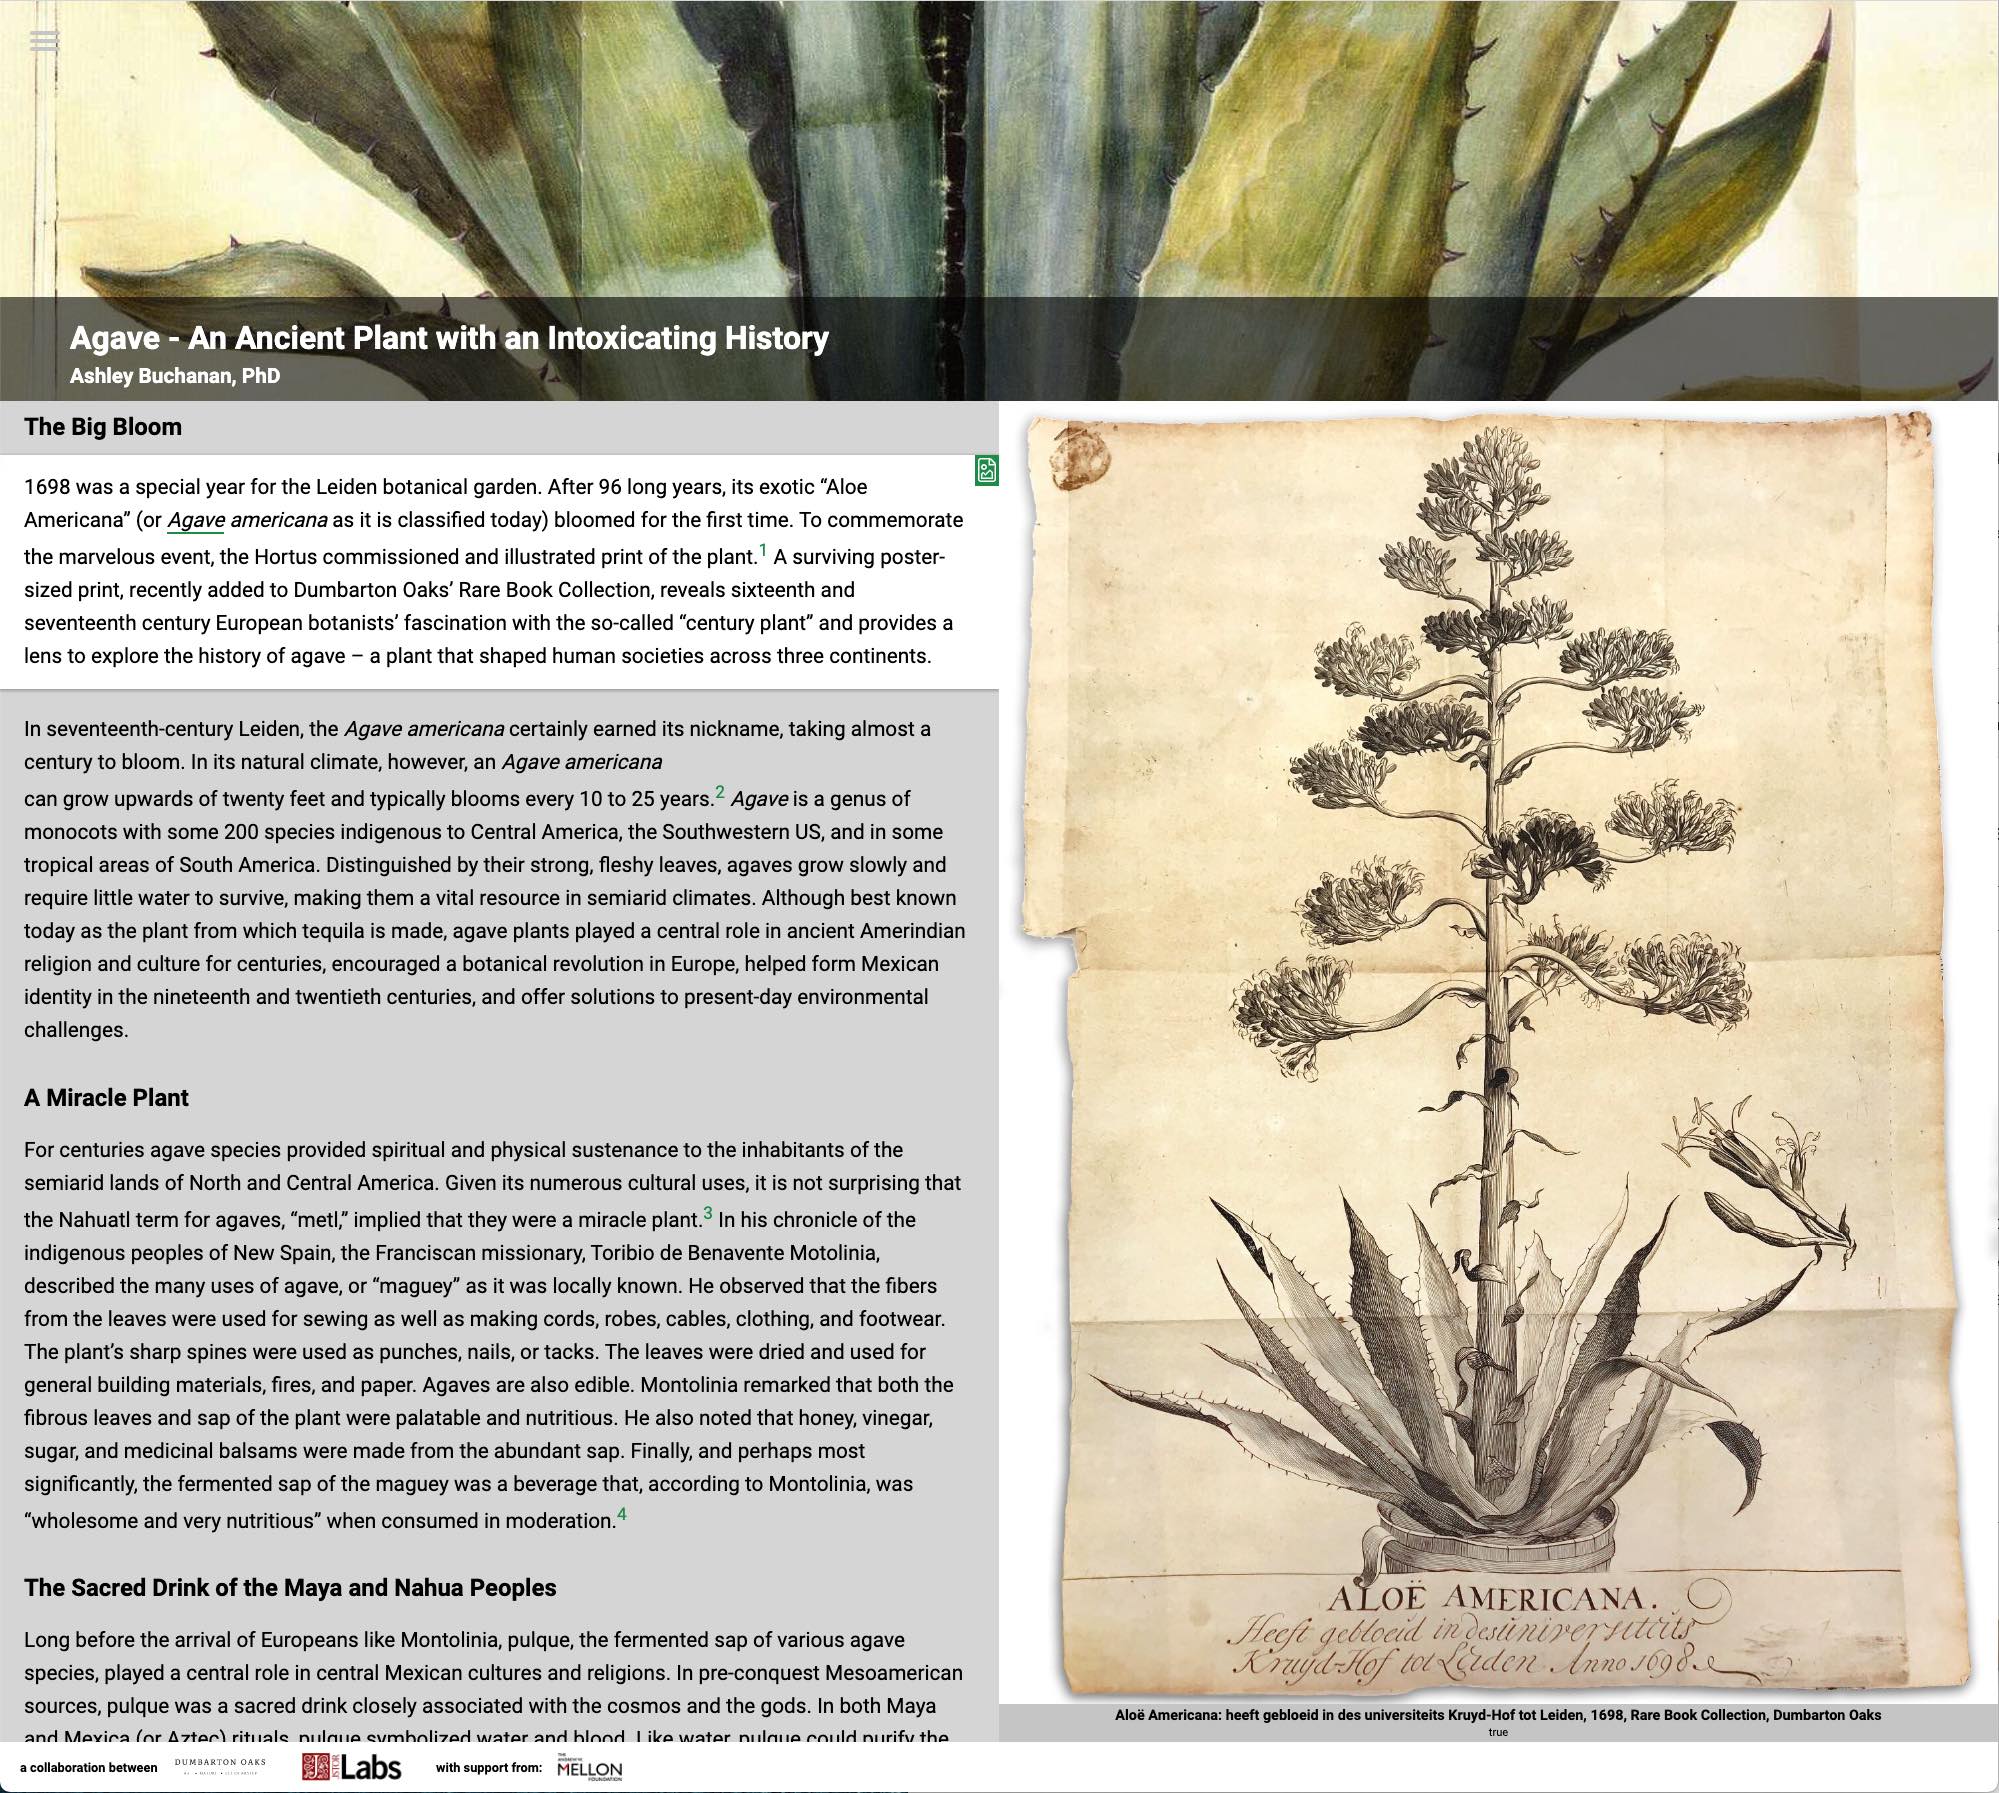 Agave - An Ancient Plant with an Intoxicating History
Ashley Buchanan, PhD
The Big Bloom
1698 was a special year for the Leiden botanical garden. After 96 long years, its exotic “Aloe
Americana” (or Agave americana as it is classified today) bloomed for the first time. To commemorate
the marvelous event, the Hortus commissioned and illustrated print of the plant.1 A surviving poster-
sized print, recently added to Dumbarton Oaks’ Rare Book Collection, reveals sixteenth and
seventeenth century European botanists’ fascination with the so-called “century plant” and provides a
lens to explore the history of agave – a plant that shaped human societies across three continents.
In seventeenth-century Leiden, the Agave americana certainly earned its nickname, taking almost a
century to bloom. In its natural climate, however, an Agave americana
can grow upwards of twenty feet and typically blooms every 10 to 25 years.2 Agave is a genus of
monocots with some 200 species indigenous to Central America, the Southwestern US, and in some
tropical areas of South America. Distinguished by their strong, fleshy leaves, agaves grow slowly and
require little water to survive, making them a vital resource in semiarid climates. Although best known
today as the plant from which tequila is made, agave plants played a central role in ancient Amerindian
religion and culture for centuries, encouraged a botanical revolution in Europe, helped form Mexican
identity in the nineteenth and twentieth centuries, and offer solutions to present-day environmental
challenges.
A Miracle Plant
For centuries agave species provided spiritual and physical sustenance to the inhabitants of the
semiarid lands of North and Central America. Given its numerous cultural uses, it is not surprising that
the Nahuatl term for agaves, “metl,” implied that they were a miracle plant.3 In his chronicle of the
indigenous peoples of New Spain, the Franciscan missionary, Toribio de Benavente Motolinia,
described the many uses of agave, or “maguey” as it was locally known. He observed that the fibers
from the leaves were used for sewing as well as making cords, robes, cables, clothing, and footwear.
The plant’s sharp spines were used as punches, nails, or tacks. The leaves were dried and used for
general building materials, fires, and paper. Agaves are also edible. Montolinia remarked that both the
fibrous leaves and sap of the plant were palatable and nutritious. He also noted that honey, vinegar,
sugar, and medicinal balsams were made from the abundant sap. Finally, and perhaps most
significantly, the fermented sap of the maguey was a beverage that, according to Montolinia, was
“wholesome and very nutritious” when consumed in moderation.4
The Sacred Drink of the Maya and Nahua Peoples
Long before the arrival of Europeans like Montolinia, pulque, the fermented sap of various agave
species, played a central role in central Mexican cultures and religions. In pre-conquest Mesoamerican
sources, pulque was a sacred drink closely associated with the cosmos and the gods. In both Maya
and Mexica (or Aztec) rituals, pulque symbolized water and blood. Like water, pulque could purify the
ALOË AMERICANA.
Heeft gebloeid in des universiteits
Kruyd-Hof tot Leiden Anno 1698
Aloë Americana: heeft gebloeid in des universiteits Kruyd-Hof tot Leiden, 1698, Rare Book Collection, Dumbarton Oaks
true
a collaboration between
DUMBARTON OAKS
JSTOR Labs
with support from:
THE
ANDREW W.
MELLON
FOUNDATION